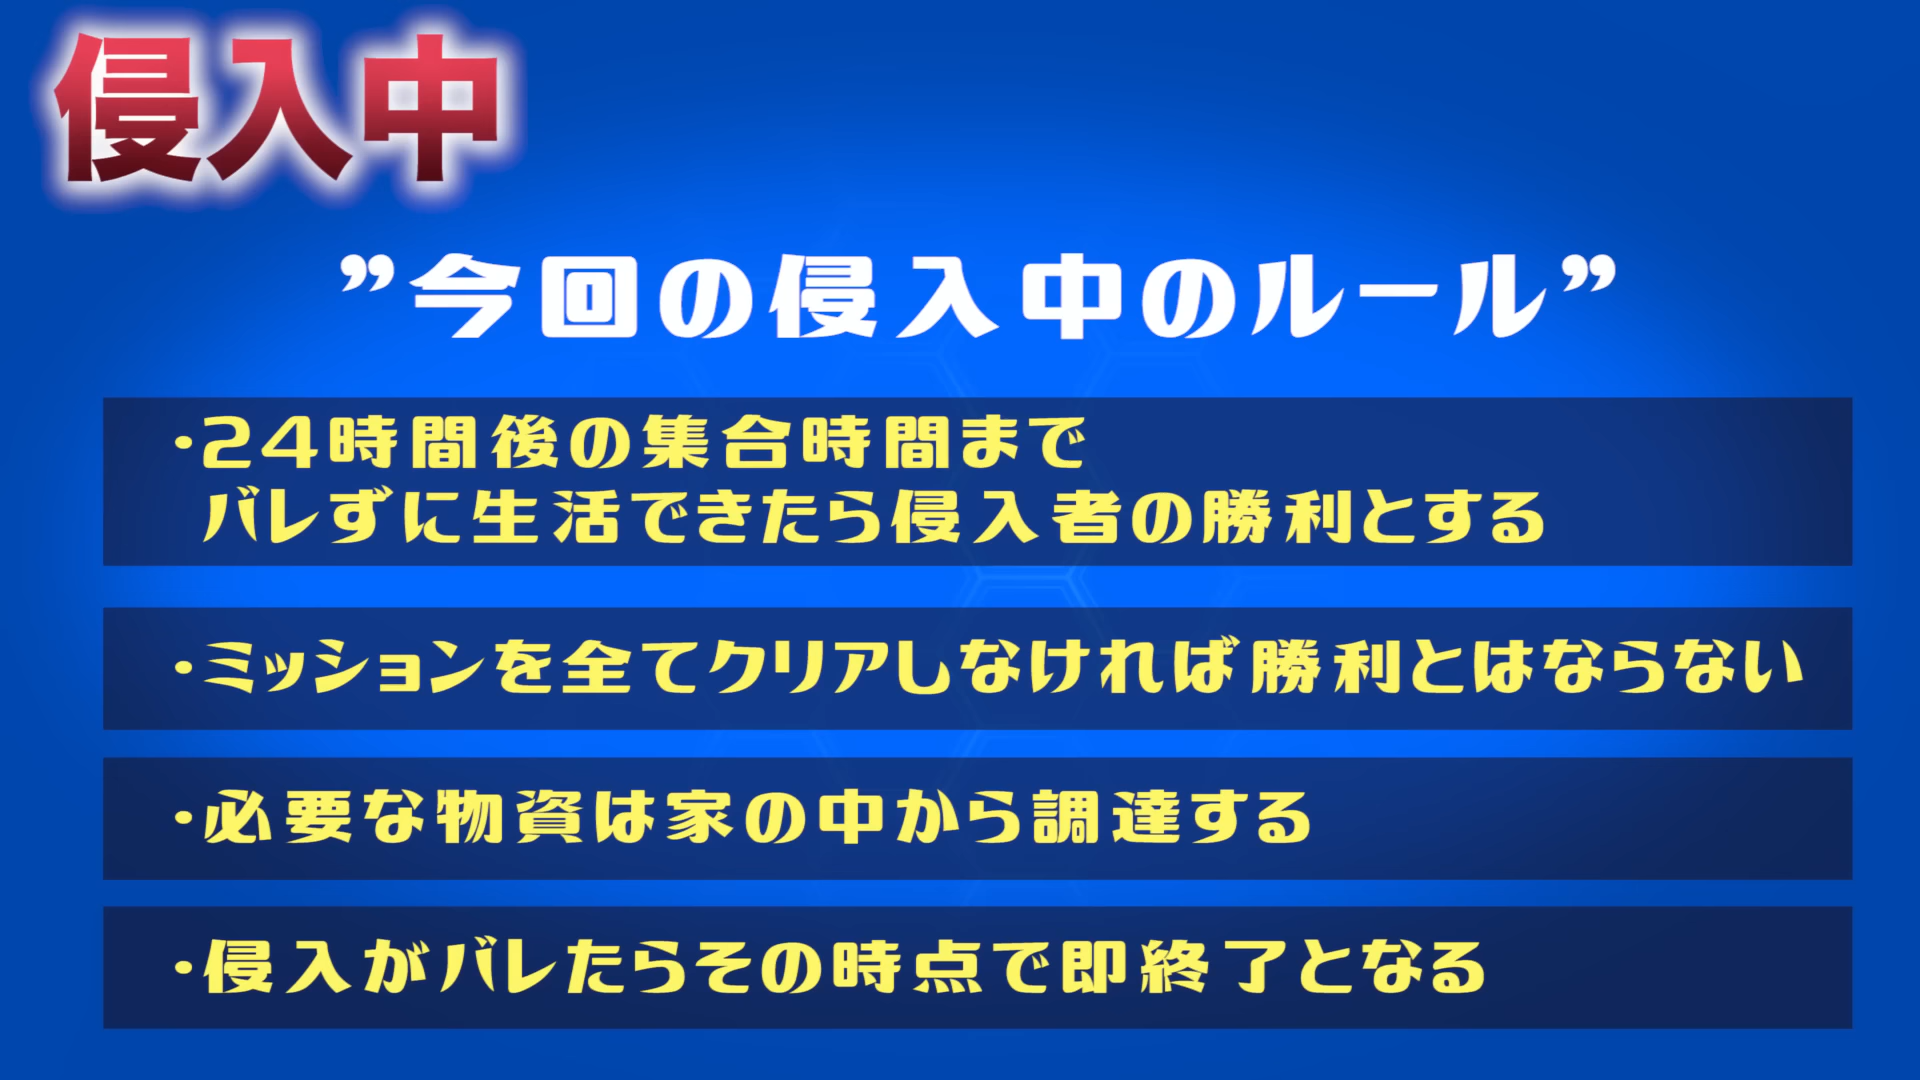 侵入中
”今回の侵入中のルール”
・24時間後の集合時間まで
バレずに生活できたら侵入者の勝利とする
・ミッションを全てクリアしなければ勝利とはならない
・必要な物資は家の中から調達する
・侵入がバレたらその時点で即終了となる